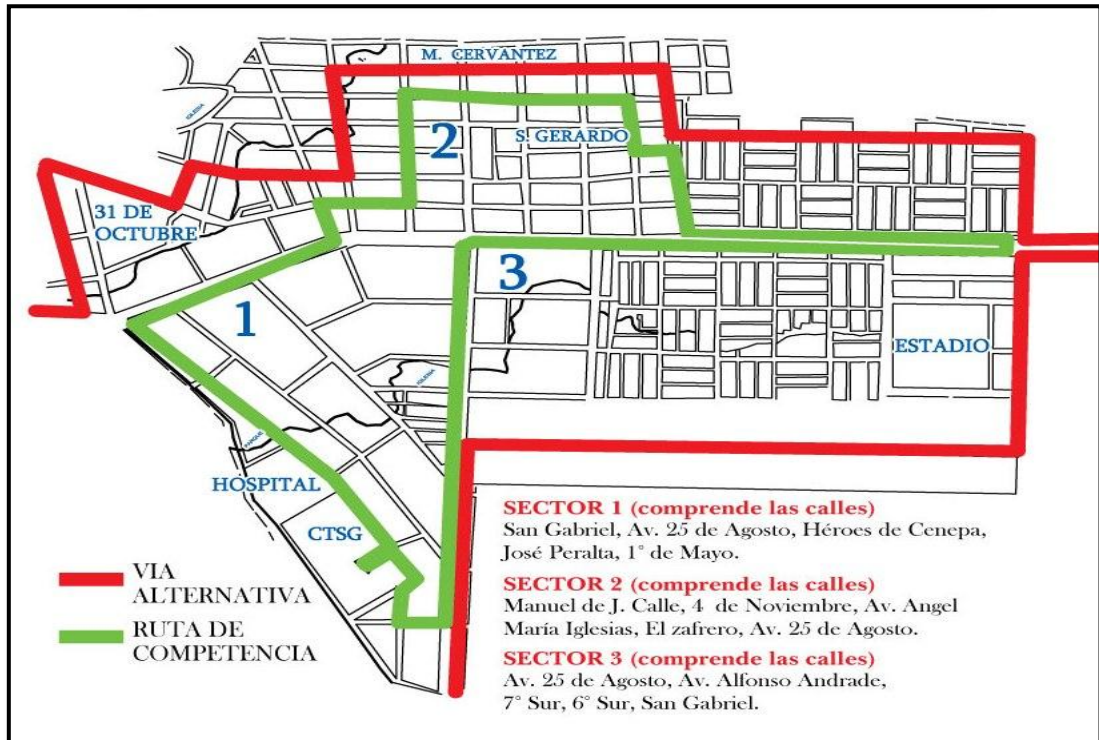 M. CERVANTEZ
IGLESIA
2
S. GERARDO
31 DE
OCTUBRE
3
1
ESTADIO
IGLESIA
PARQUE
HOSPITAL
CTSG
VIA
ALTERNATIVA
RUTA DE
COMPETENCIA
SECTOR 1 (comprende las calles)
San Gabriel, Av. 25 de Agosto, Héroes de Cenepa,
José Peralta, 1° de Mayo.
SECTOR 2 (comprende las calles)
Manuel de J. Calle, 4 de Noviembre, Av. Angel
María Iglesias, El zafrero, Av. 25 de Agosto.
SECTOR 3 (comprende las calles)
Av. 25 de Agosto, Av. Alfonso Andrade,
7° Sur, 6° Sur, San Gabriel.